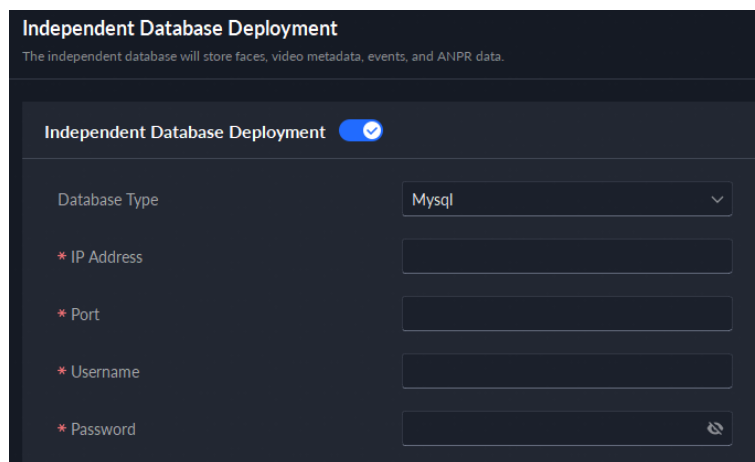 Independent Database Deployment
The independent database will store faces, video metadata, events, and ANPR data.
Independent Database Deployment
Database Type Mysql
* IP Address
* Port
* Username
* Password